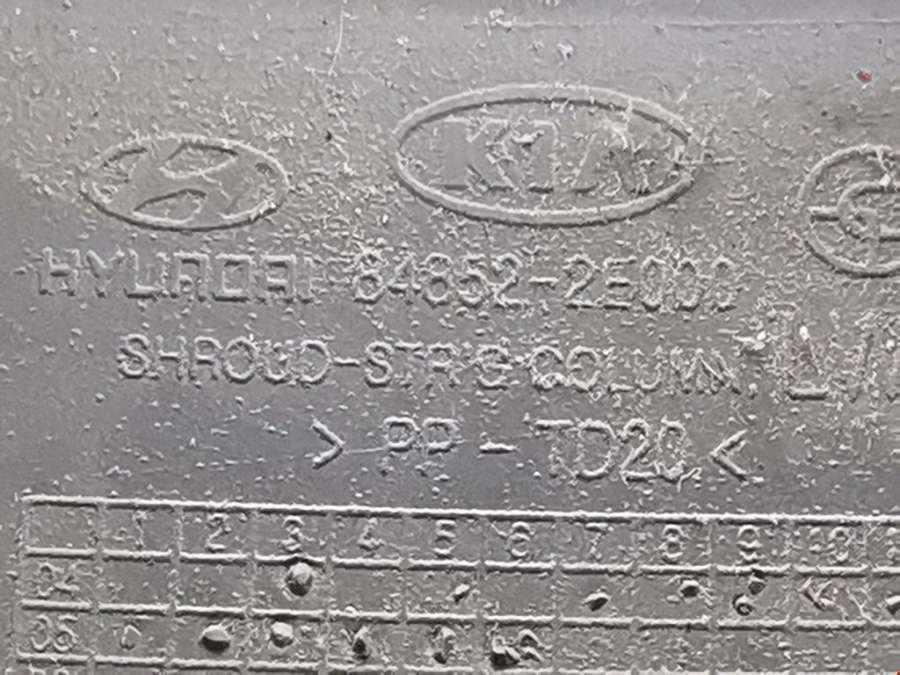 KIA
HYUNDAI 84852-2E000
SHROUD-STR'G COLUMN,
>PP-TD20<
1 2 3 4 5 6 7 8 9 10
04
05